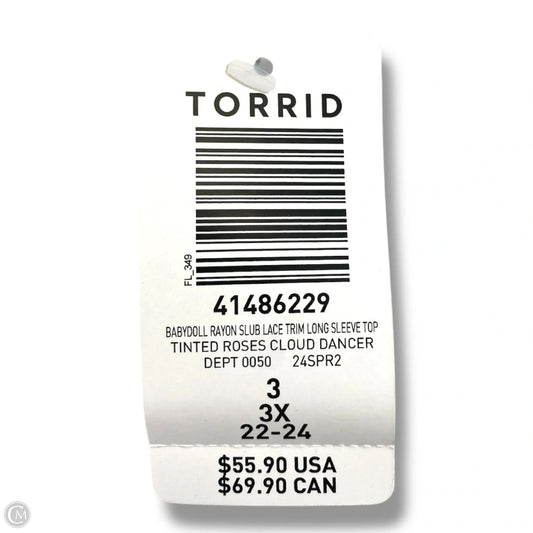 TORRID
FL_349
41486229
BABYDOLL RAYON SLUB LACE TRIM LONG SLEEVE TOP
TINTED ROSES CLOUD DANCER
DEPT 0050 24SPR2
3
3X
22-24
$55.90 USA
$69.90 CAN
CM